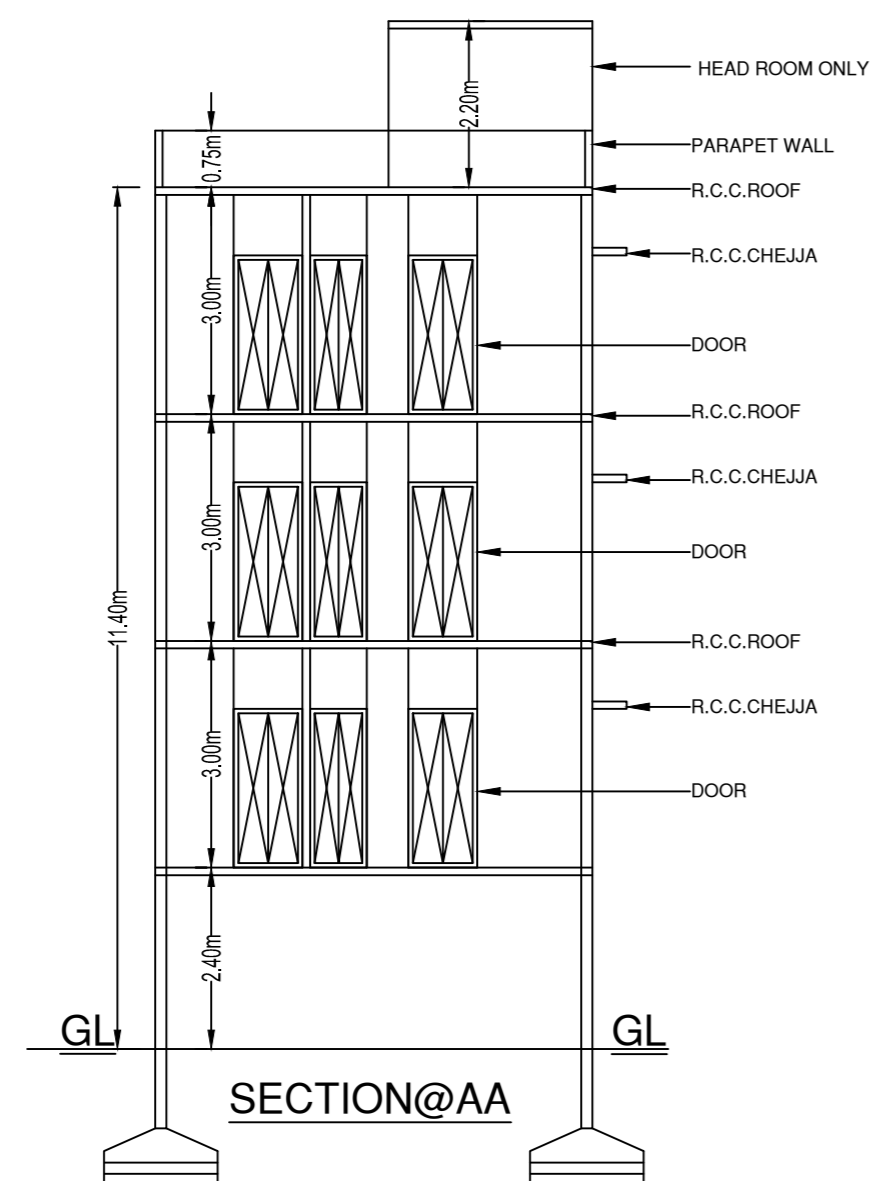 HEAD ROOM ONLY
2.20m
0.75m
PARAPET WALL
R.C.C.ROOF
R.C.C.CHEJJA
3.00m
DOOR
R.C.C.ROOF
R.C.C.CHEJJA
3.00m
DOOR
11.40m
R.C.C.ROOF
R.C.C.CHEJJA
3.00m
DOOR
2.40m
GL
GL
SECTION@AA